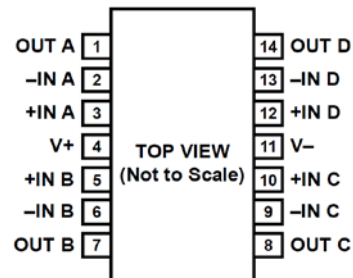 OUT A 1 14 OUT D
–IN A 2 13 –IN D
+IN A 3 12 +IN D
V+ 4 11 V–
TOP VIEW
(Not to Scale)
+IN B 5 10 +IN C
–IN B 6 9 –IN C
OUT B 7 8 OUT C